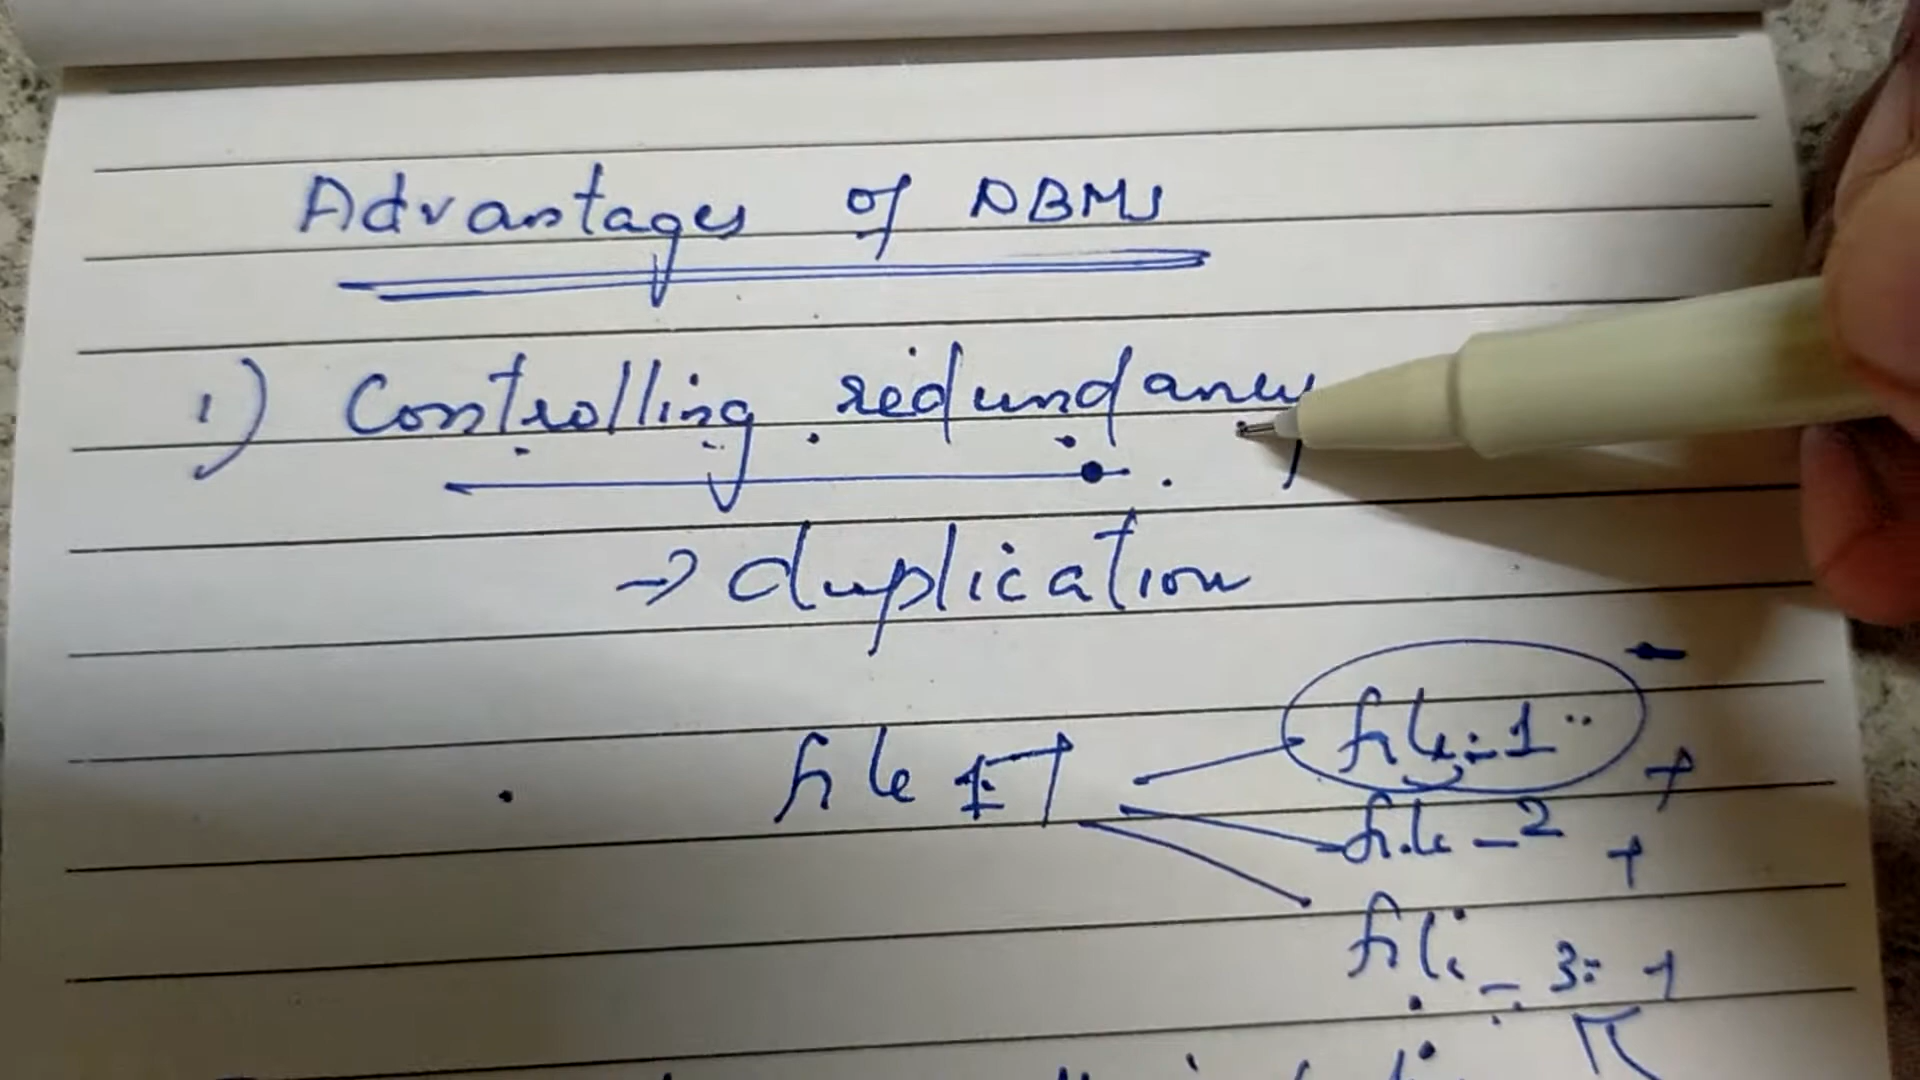 Advantages of DBMS
1) Controlling redundancy
→ duplication
file 1
file-1
file-2
file-3